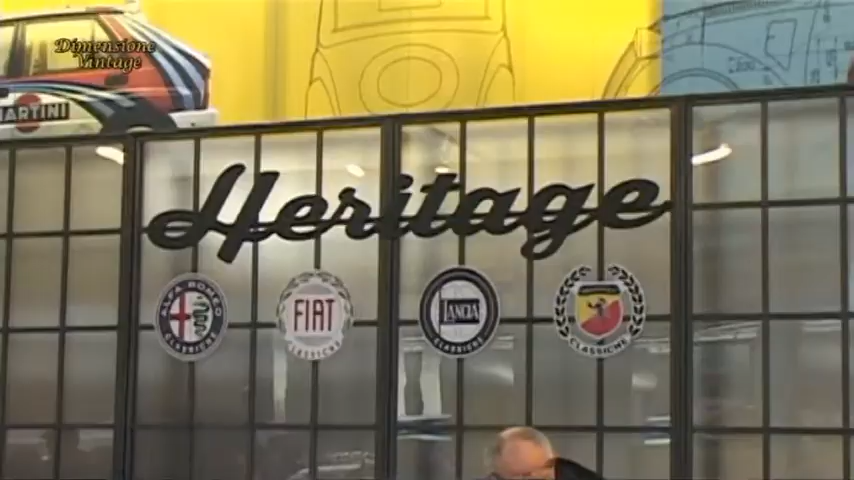 Dimensione
Vintage
MARTINI
Heritage
ALFA ROMEO
CLASSICHE
FIAT
CLASSICHE
LANCIA
CLASSICHE
CLASSICHE